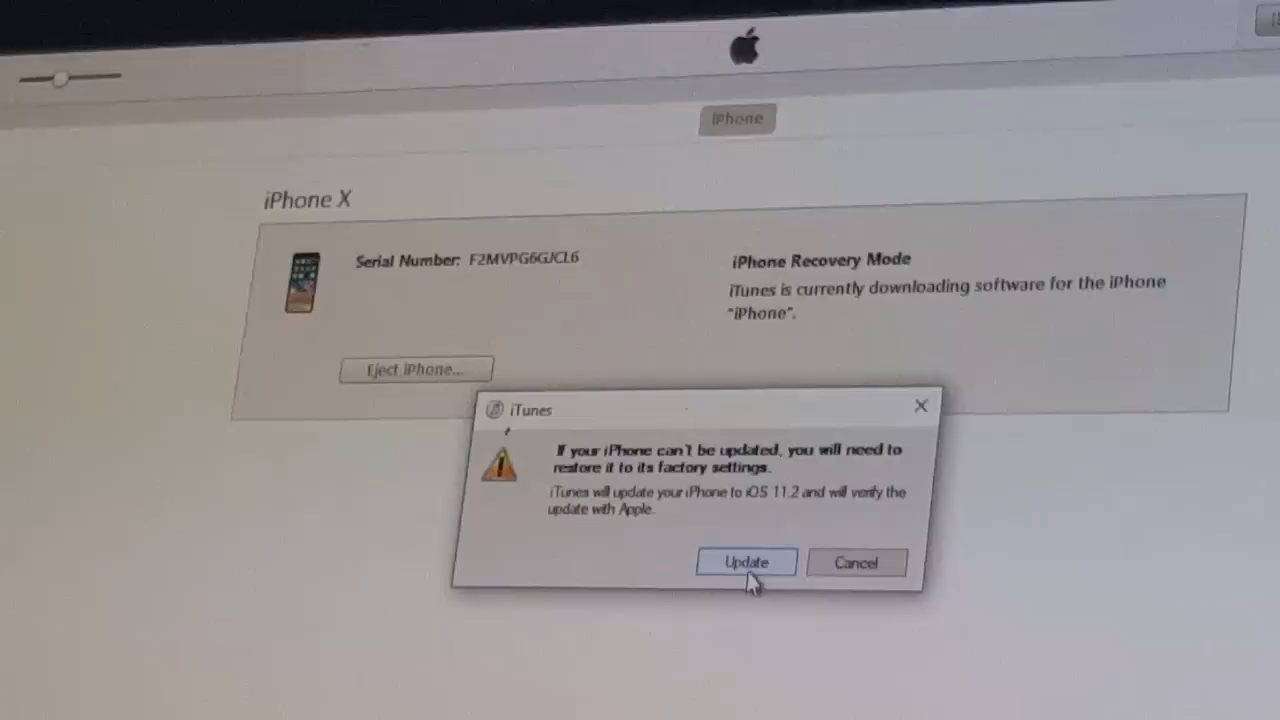 iPhone
iPhone X
Serial Number: F2MVPG6GJCL6
iPhone Recovery Mode
iTunes is currently downloading software for the iPhone
"iPhone".
Eject iPhone...
iTunes
If your iPhone can't be updated, you will need to
restore it to its factory settings.
iTunes will update your iPhone to iOS 11.2 and will verify the
update with Apple.
Update
Cancel